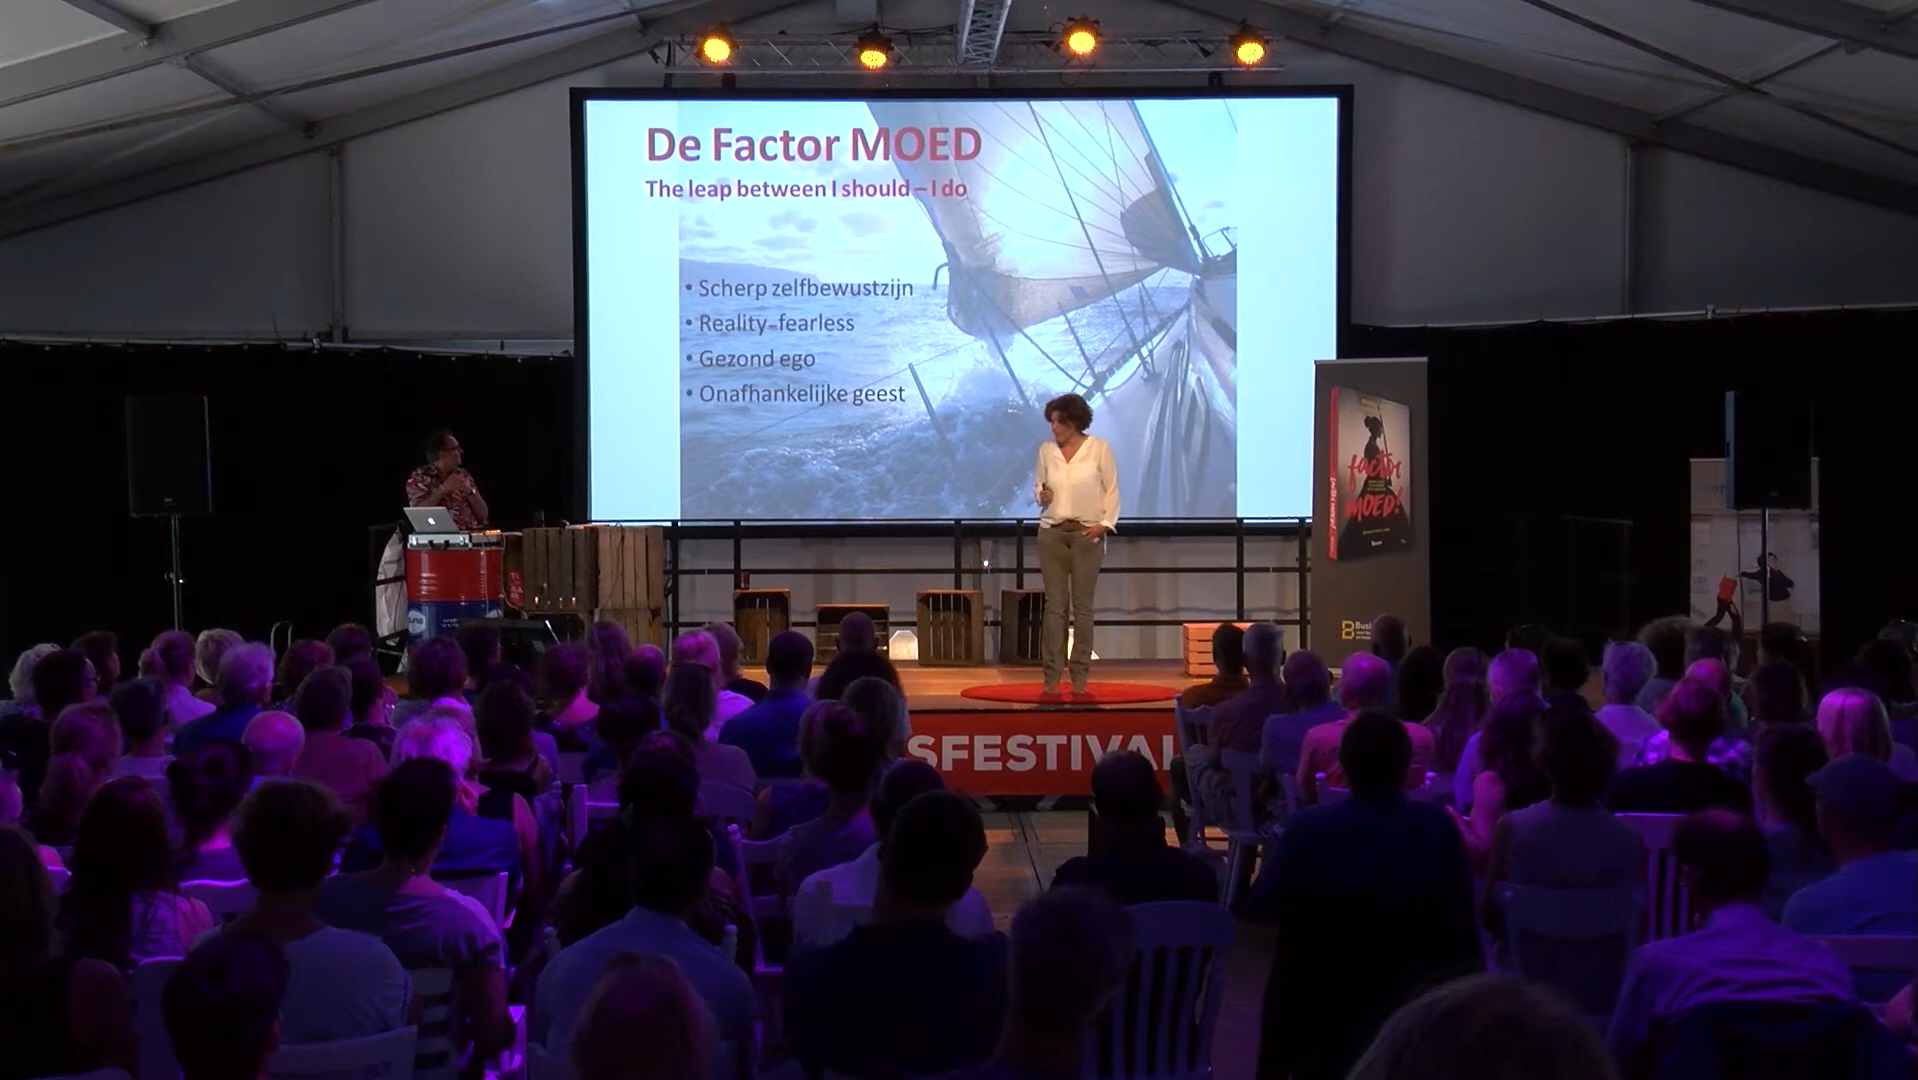 De Factor MOED
The leap between I should – I do
• Scherp zelfbewustzijn
• Reality-fearless
• Gezond ego
• Onafhankelijke geest
factor
MOED!
Busi
SFESTIVAL